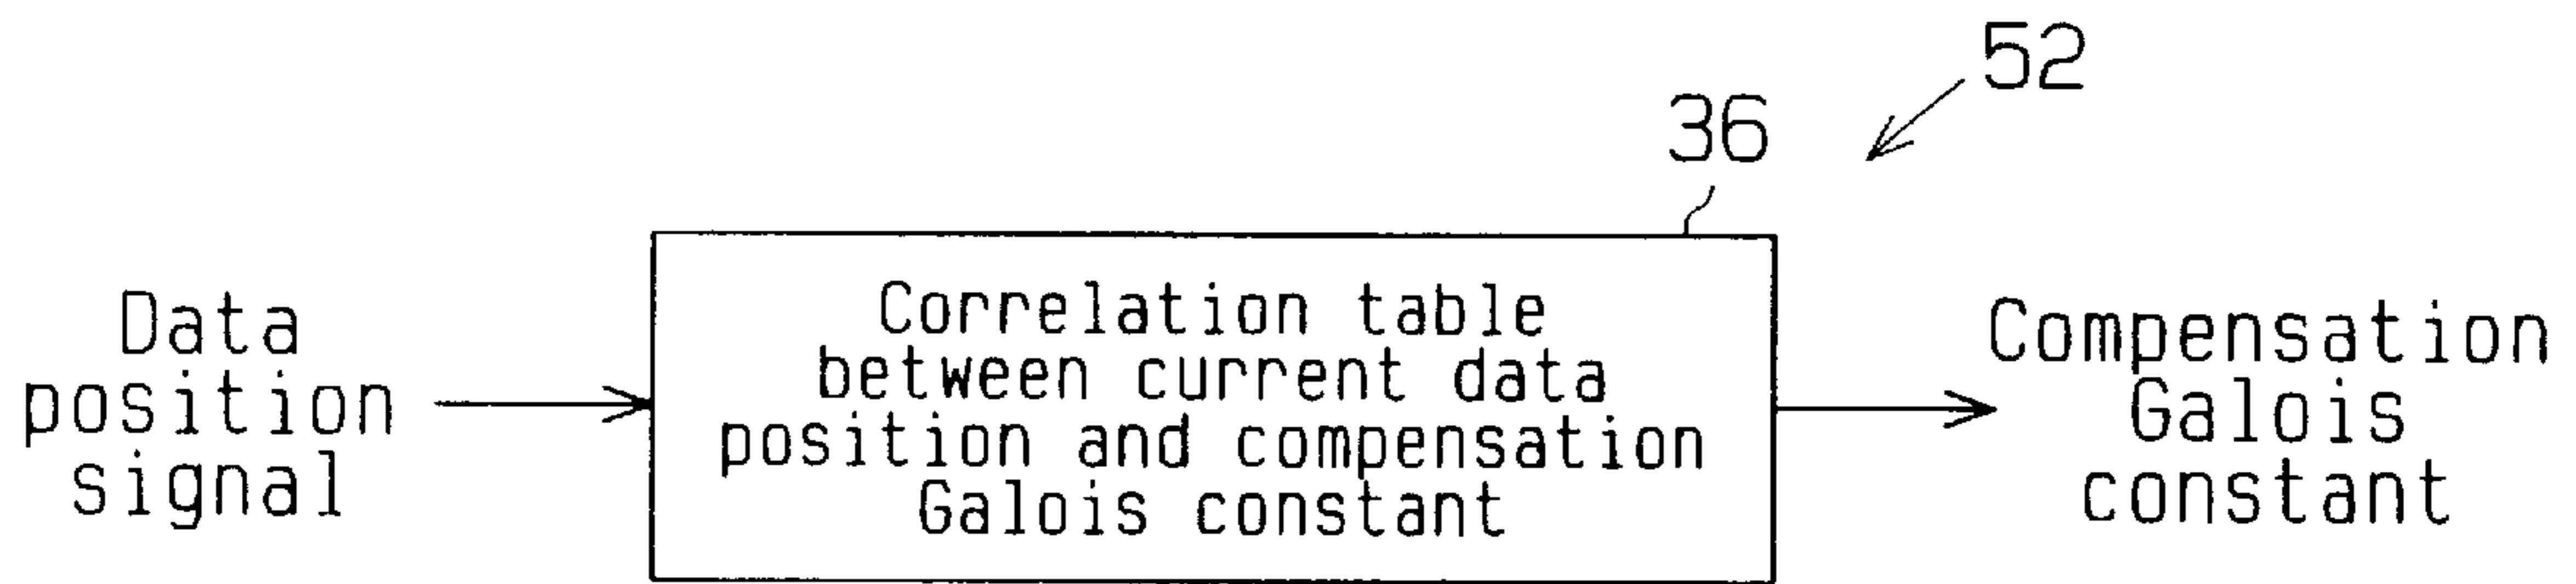 52
36
Data
position
signal
Correlation table
between current data
position and compensation
Galois constant
Compensation
Galois
constant